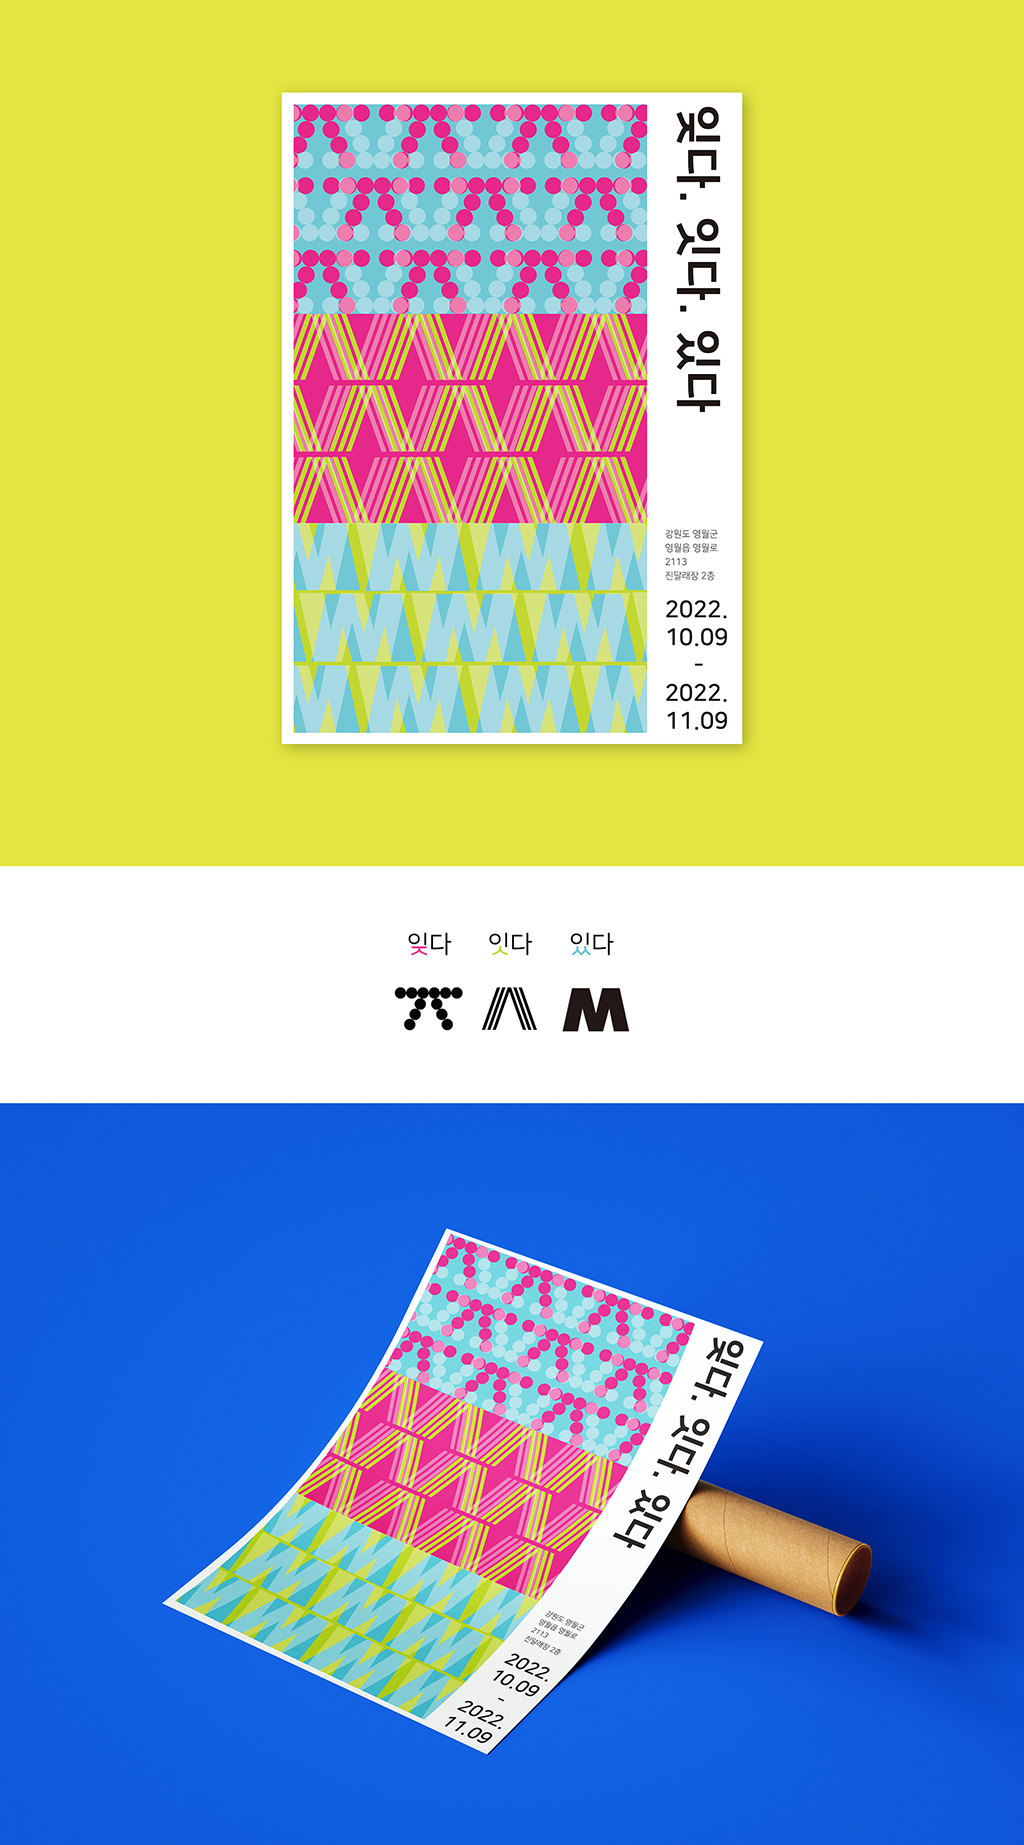 잊다. 잇다. 있다
강원도 영월군
영월읍 영월로
2113
진달래장 2층
2022.
10.09
-
2022.
11.09
잊다 잇다 있다
ㅈ ㅅ ㅆ
잊다. 잇다. 있다
강원도 영월군
영월읍 영월로
2113
진달래장 2층
2022.
10.09
-
2022.
11.09